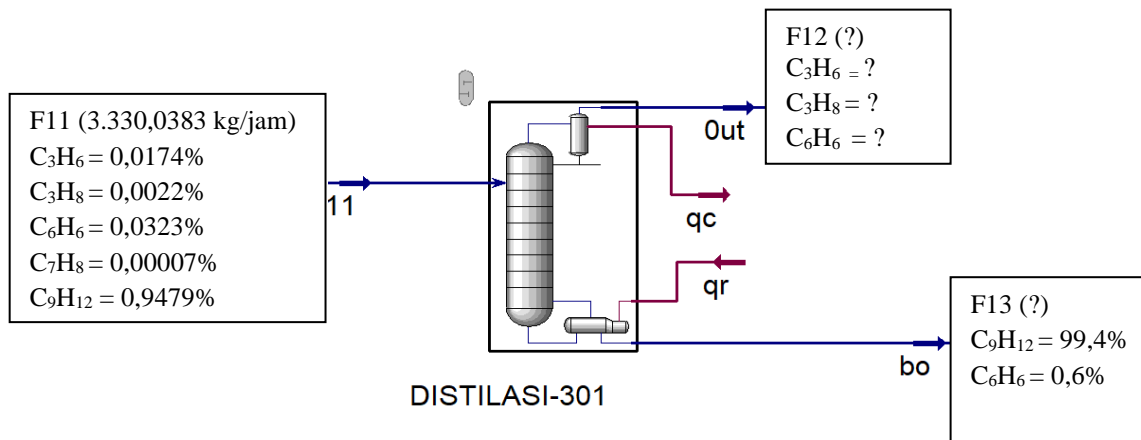 F11 (3.330,0383 kg/jam)
C₃H₆ = 0,0174%
C₃H₈ = 0,0022%
C₆H₆ = 0,0323%
C₇H₈ = 0,00007%
C₉H₁₂ = 0,9479%
11
F12 (?)
C₃H₆ = ?
C₃H₈ = ?
C₆H₆ = ?
0ut
qc
qr
F13 (?)
C₉H₁₂ = 99,4%
C₆H₆ = 0,6%
bo
DISTILASI-301